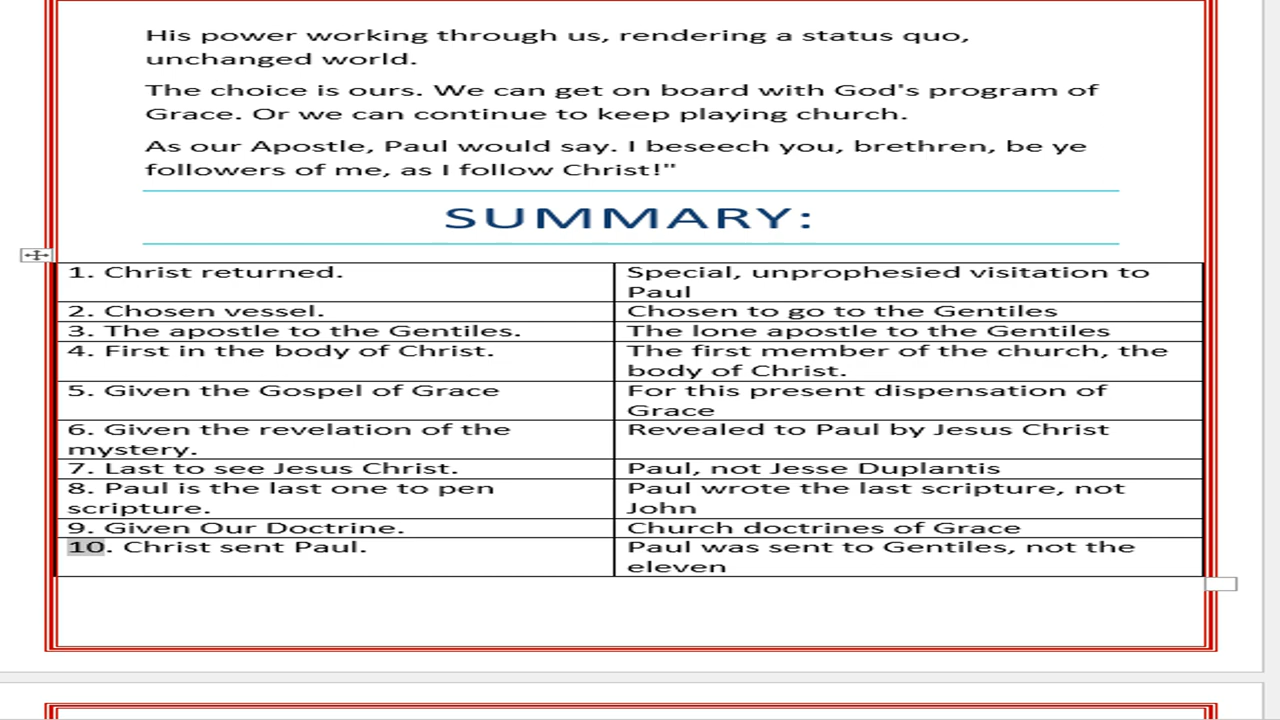 His power working through us, rendering a status quo,
unchanged world.
The choice is ours. We can get on board with God's program of
Grace. Or we can continue to keep playing church.
As our Apostle, Paul would say. I beseech you, brethren, be ye
followers of me, as I follow Christ!"
SUMMARY:
1. Christ returned.
Special, unprophesied visitation to
Paul
2. Chosen vessel.
Chosen to go to the Gentiles
3. The apostle to the Gentiles.
The lone apostle to the Gentiles
4. First in the body of Christ.
The first member of the church, the
body of Christ.
5. Given the Gospel of Grace
For this present dispensation of
Grace
6. Given the revelation of the
mystery.
Revealed to Paul by Jesus Christ
7. Last to see Jesus Christ.
Paul, not Jesse Duplantis
8. Paul is the last one to pen
scripture.
Paul wrote the last scripture, not
John
9. Given Our Doctrine.
Church doctrines of Grace
10. Christ sent Paul.
Paul was sent to Gentiles, not the
eleven